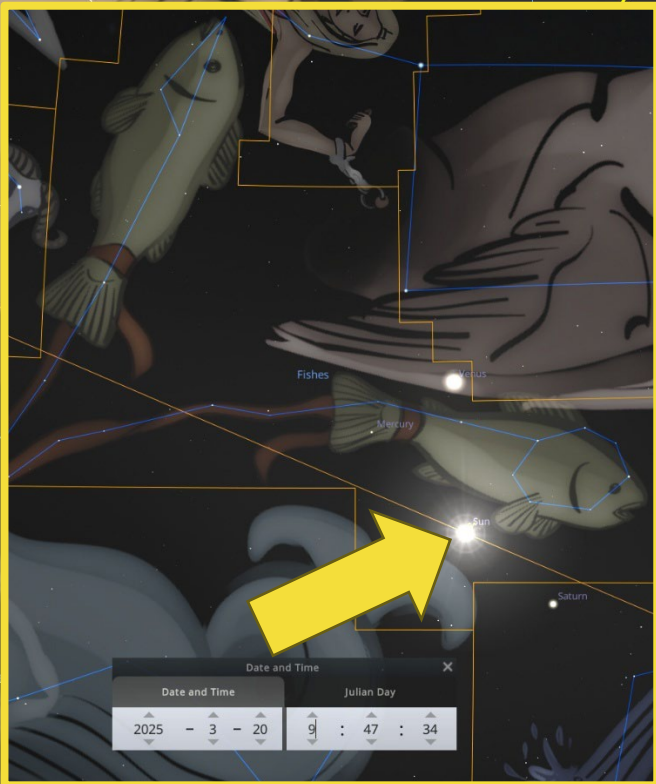 Fishes
Venus
Mercury
Sun
Saturn
Date and Time
Date and Time
Julian Day
2025 - 3 - 20
9 : 47 : 34